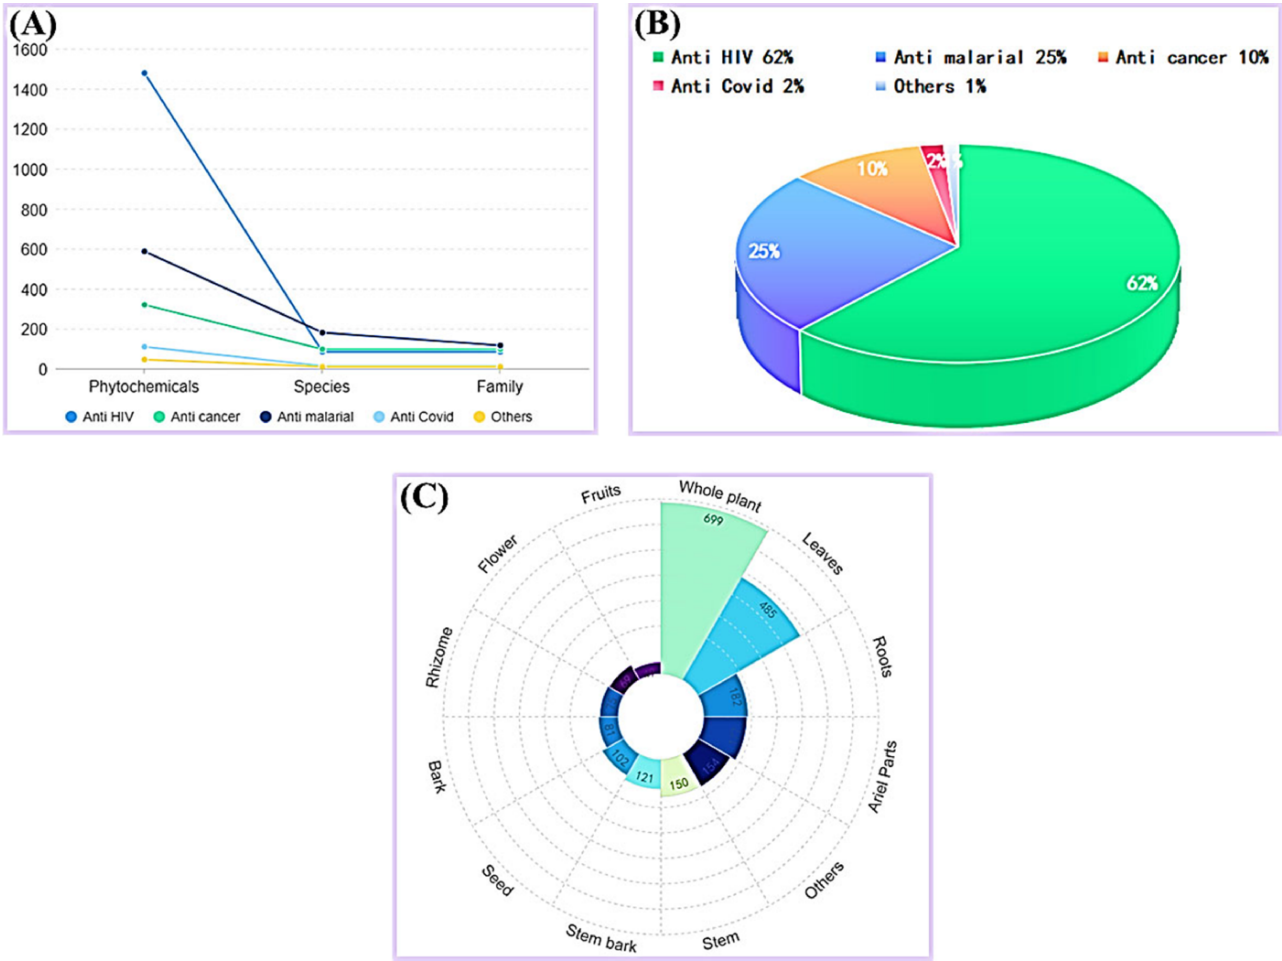 (A)
1600
1400
1200
1000
800
600
400
200
0
Phytochemicals Species Family
Anti HIV Anti cancer Anti malarial Anti Covid Others
(B)
Anti HIV 62% Anti malarial 25% Anti cancer 10%
Anti Covid 2% Others 1%
10%
2%
25%
62%
(C)
Whole plant
Leaves
Roots
Ariel Parts
Others
Stem
Stem bark
Seed
Bark
Rhizome
Flower
Fruits
699
485
182
154
150
121
102
81
69